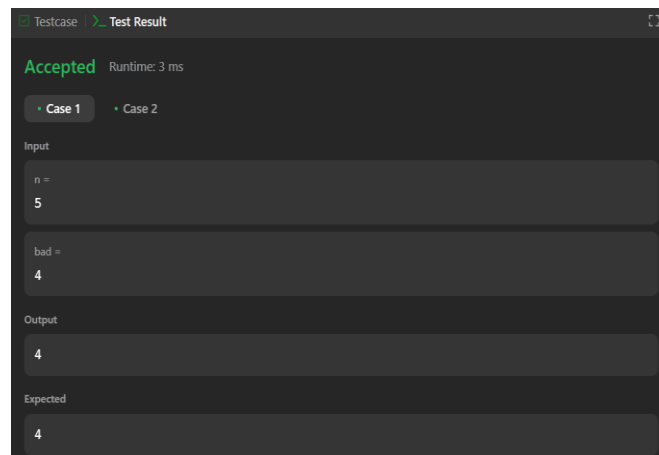 Testcase | >_ Test Result
Accepted Runtime: 3 ms
• Case 1 • Case 2
Input
n =
5
bad =
4
Output
4
Expected
4